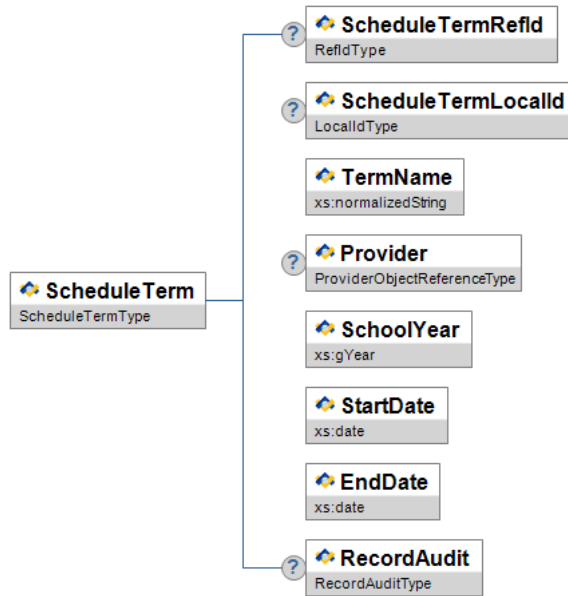 ?
ScheduleTermRefId
RefIdType
?
ScheduleTermLocalId
LocalIdType
TermName
xs:normalizedString
?
Provider
ProviderObjectReferenceType
ScheduleTerm
ScheduleTermType
SchoolYear
xs:gYear
StartDate
xs:date
EndDate
xs:date
?
RecordAudit
RecordAuditType